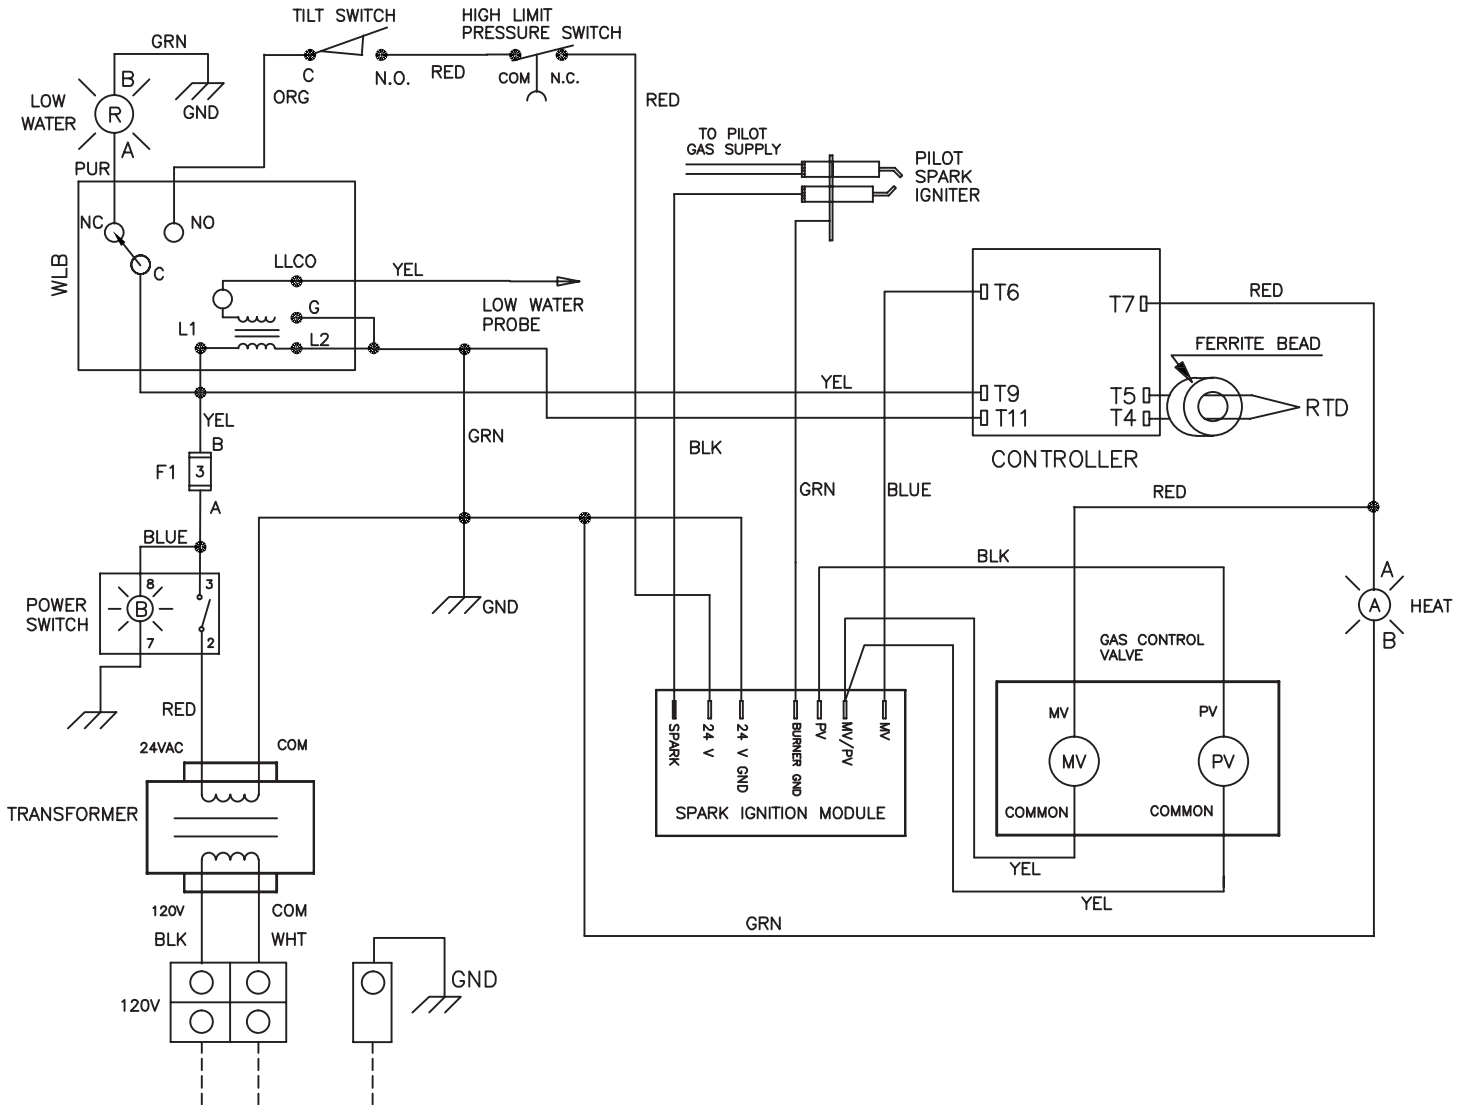 TILT SWITCH
HIGH LIMIT
PRESSURE SWITCH
GRN
B
LOW
WATER
R
GND
A
PUR
ORG
C
N.O.
RED
COM
N.C.
RED
TO PILOT
GAS SUPPLY
PILOT
SPARK
IGNITER
NC
NO
C
WLB
LLCO
YEL
LOW WATER
PROBE
G
L1
L2
T6
T7
RED
FERRITE BEAD
YEL
T9
T5
T11
T4
RTD
CONTROLLER
YEL
B
F1
3
A
GRN
BLK
GRN
BLUE
RED
BLUE
8
3
B
POWER
SWITCH
7
2
GND
BLK
A
A
HEAT
B
GAS CONTROL
VALVE
RED
24VAC
COM
TRANSFORMER
SPARK
24 V
24 V GND
BURNER GND
PV
MV/PV
MV
SPARK IGNITION MODULE
MV
PV
MV
PV
COMMON
COMMON
YEL
YEL
GRN
120V
COM
BLK
WHT
120V
GND